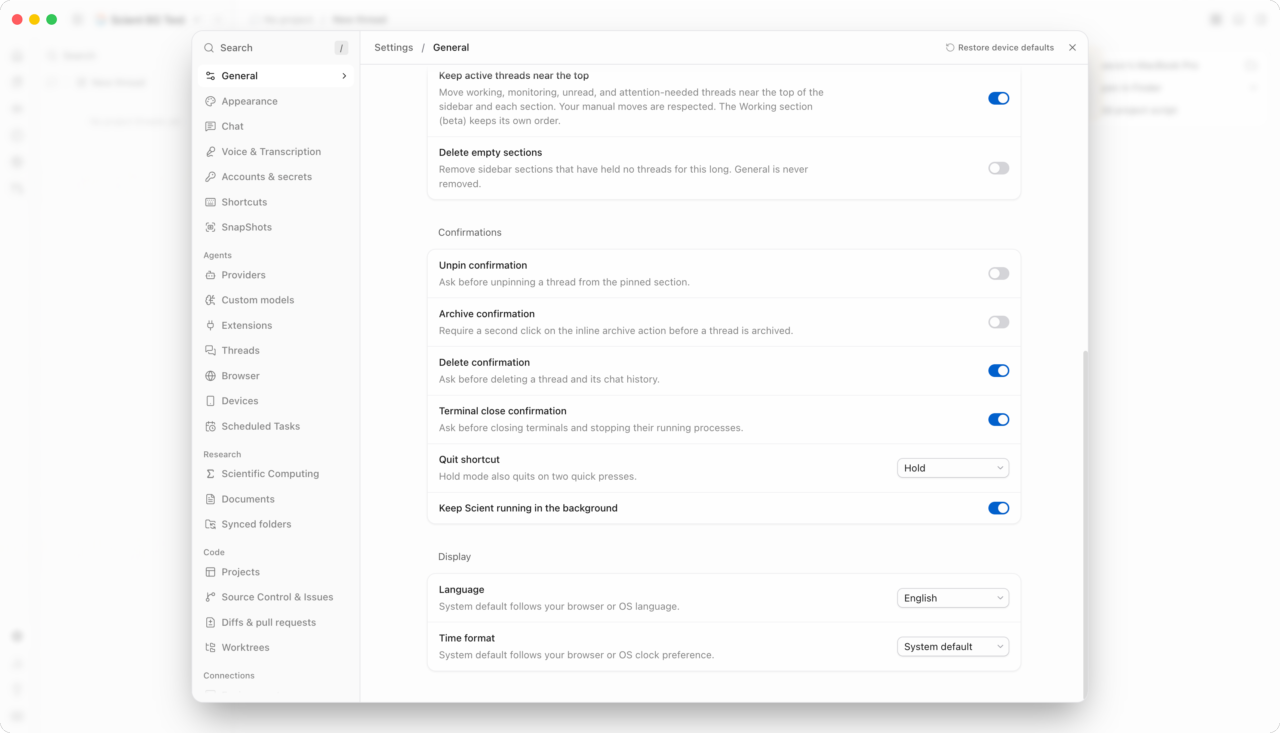 Search /
General
Appearance
Chat
Voice & Transcription
Accounts & secrets
Shortcuts
SnapShots
Agents
Providers
Custom models
Extensions
Threads
Browser
Devices
Scheduled Tasks
Research
Scientific Computing
Documents
Synced folders
Code
Projects
Source Control & Issues
Diffs & pull requests
Worktrees
Connections
Settings / General
Restore device defaults
Keep active threads near the top
Move working, monitoring, unread, and attention-needed threads near the top of the
sidebar and each section. Your manual moves are respected. The Working section
(beta) keeps its own order.
Delete empty sections
Remove sidebar sections that have held no threads for this long. General is never
removed.
Confirmations
Unpin confirmation
Ask before unpinning a thread from the pinned section.
Archive confirmation
Require a second click on the inline archive action before a thread is archived.
Delete confirmation
Ask before deleting a thread and its chat history.
Terminal close confirmation
Ask before closing terminals and stopping their running processes.
Quit shortcut
Hold mode also quits on two quick presses.
Hold
Keep Scient running in the background
Display
Language
System default follows your browser or OS language.
English
Time format
System default follows your browser or OS clock preference.
System default